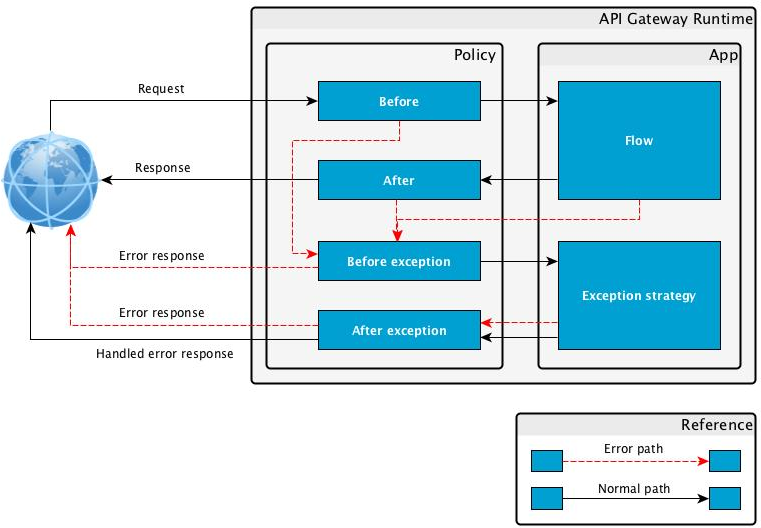 API Gateway Runtime
Policy
App
Request
Before
Flow
Response
After
Error response
Before exception
Exception strategy
Error response
After exception
Handled error response
Reference
Error path
Normal path